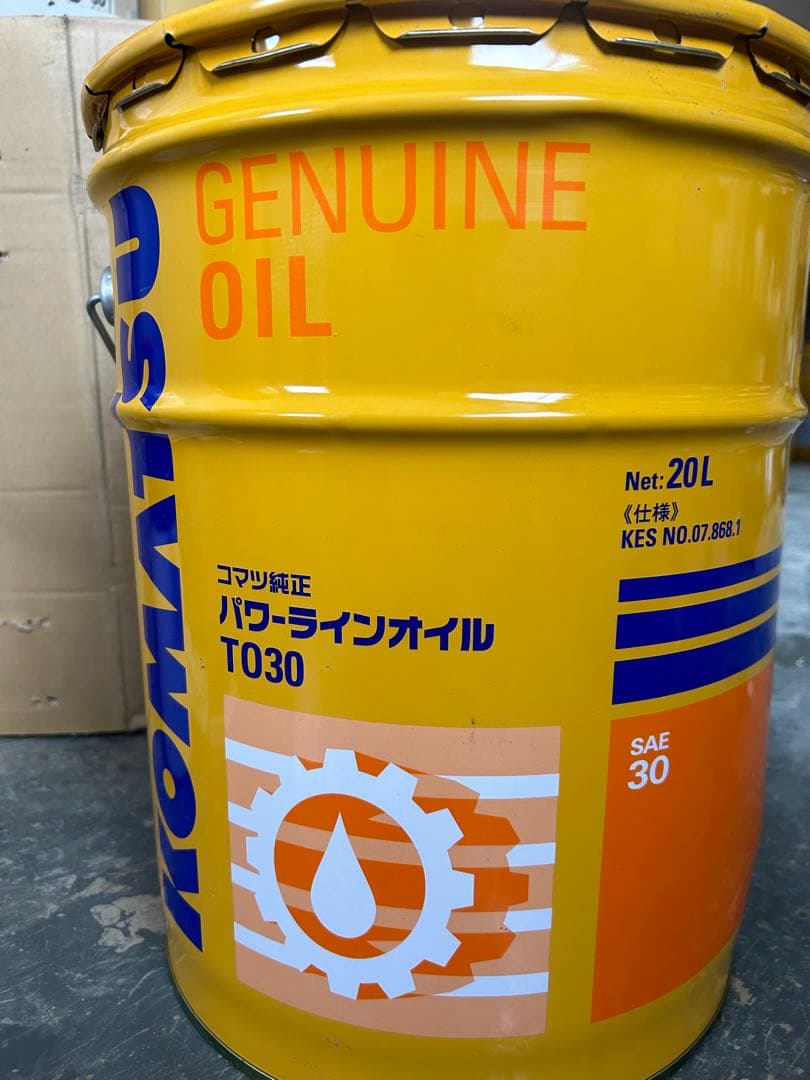 KOMATSU
GENUINE
OIL
Net: 20L
《仕様》
KES NO.07.868.1
コマツ純正
パワーラインオイル
TO30
SAE
30